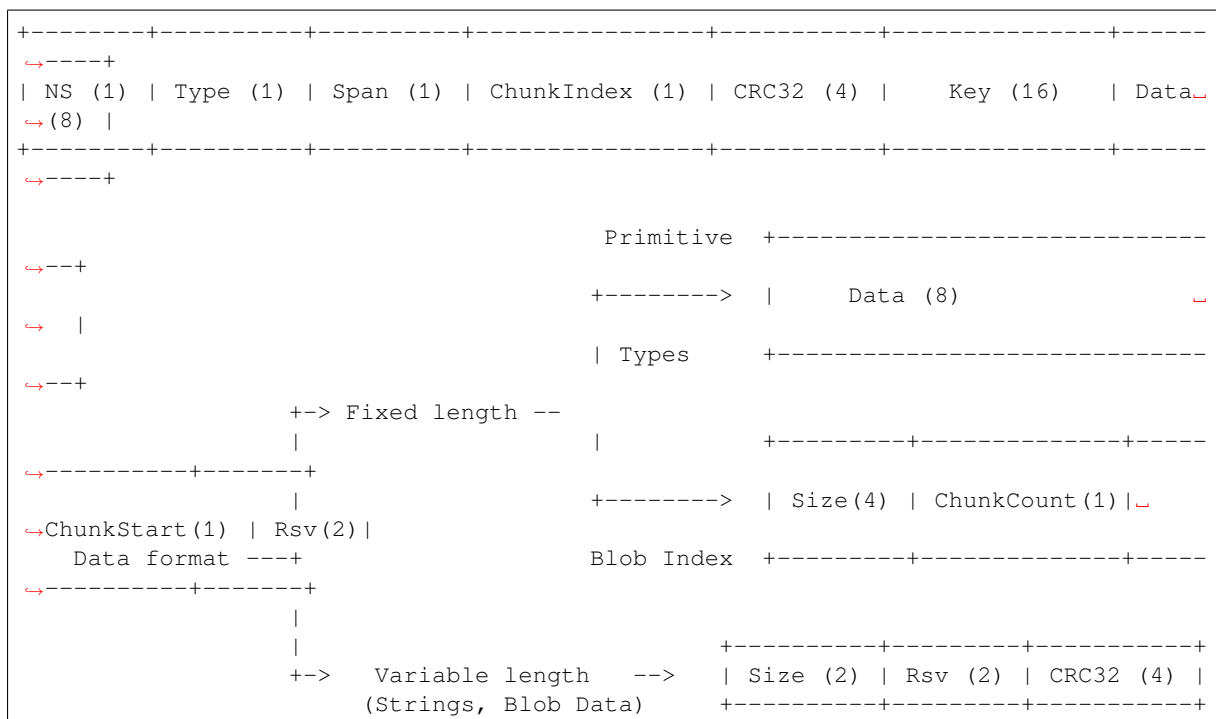 +--------+----------+----------+----------------+-----------+---------------+------
↪----+
| NS (1) | Type (1) | Span (1) | ChunkIndex (1) | CRC32 (4) |    Key (16)   | Data␣
↪(8) |
+--------+----------+----------+----------------+-----------+---------------+------
↪----+
                                         Primitive  +------------------------------
↪--+
                                        +-------->  |     Data (8)                 ␣
↪  |
                                        | Types     +------------------------------
↪--+
                   +-> Fixed length --
                   |                    |           +---------+--------------+-----
↪----------+-------+
                   |                    +-------->  | Size(4) | ChunkCount(1)|␣
↪ChunkStart(1) | Rsv(2)|
    Data format ---+                    Blob Index  +---------+--------------+-----
↪----------+-------+
                   |
                   |                             +----------+---------+-----------+
                   +->   Variable length   -->   | Size (2) | Rsv (2) | CRC32 (4) |
                        (Strings, Blob Data)     +----------+---------+-----------+